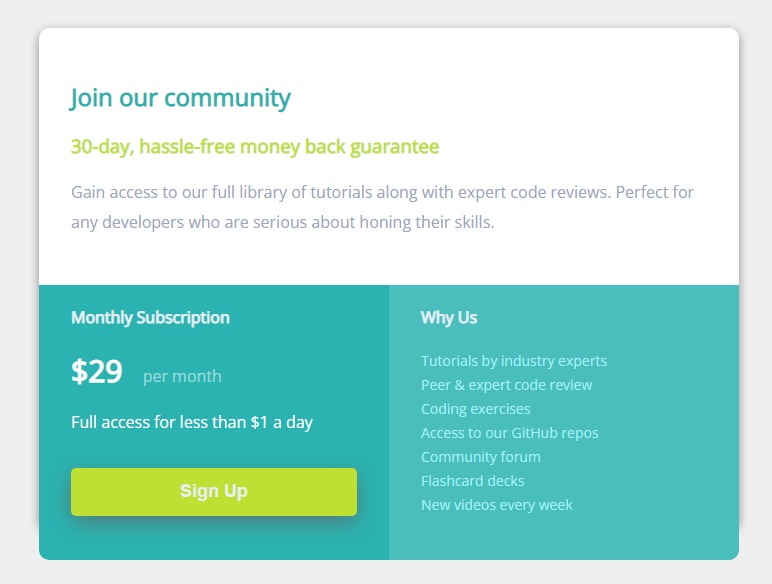 Join our community
30-day, hassle-free money back guarantee
Gain access to our full library of tutorials along with expert code reviews. Perfect for
any developers who are serious about honing their skills.
Monthly Subscription
$29 per month
Full access for less than $1 a day
Sign Up
Why Us
Tutorials by industry experts
Peer & expert code review
Coding exercises
Access to our GitHub repos
Community forum
Flashcard decks
New videos every week